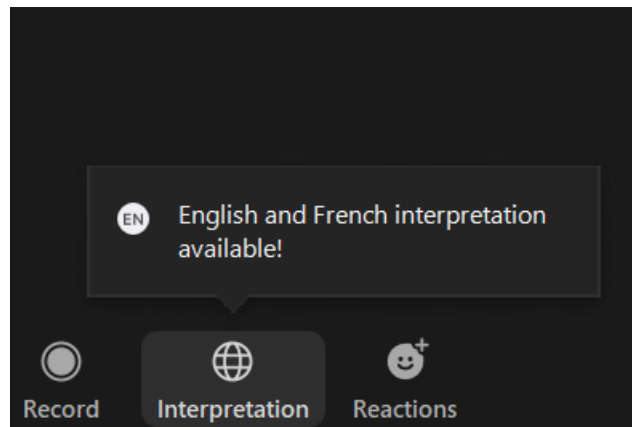 EN
English and French interpretation
available!
Record
Interpretation
Reactions